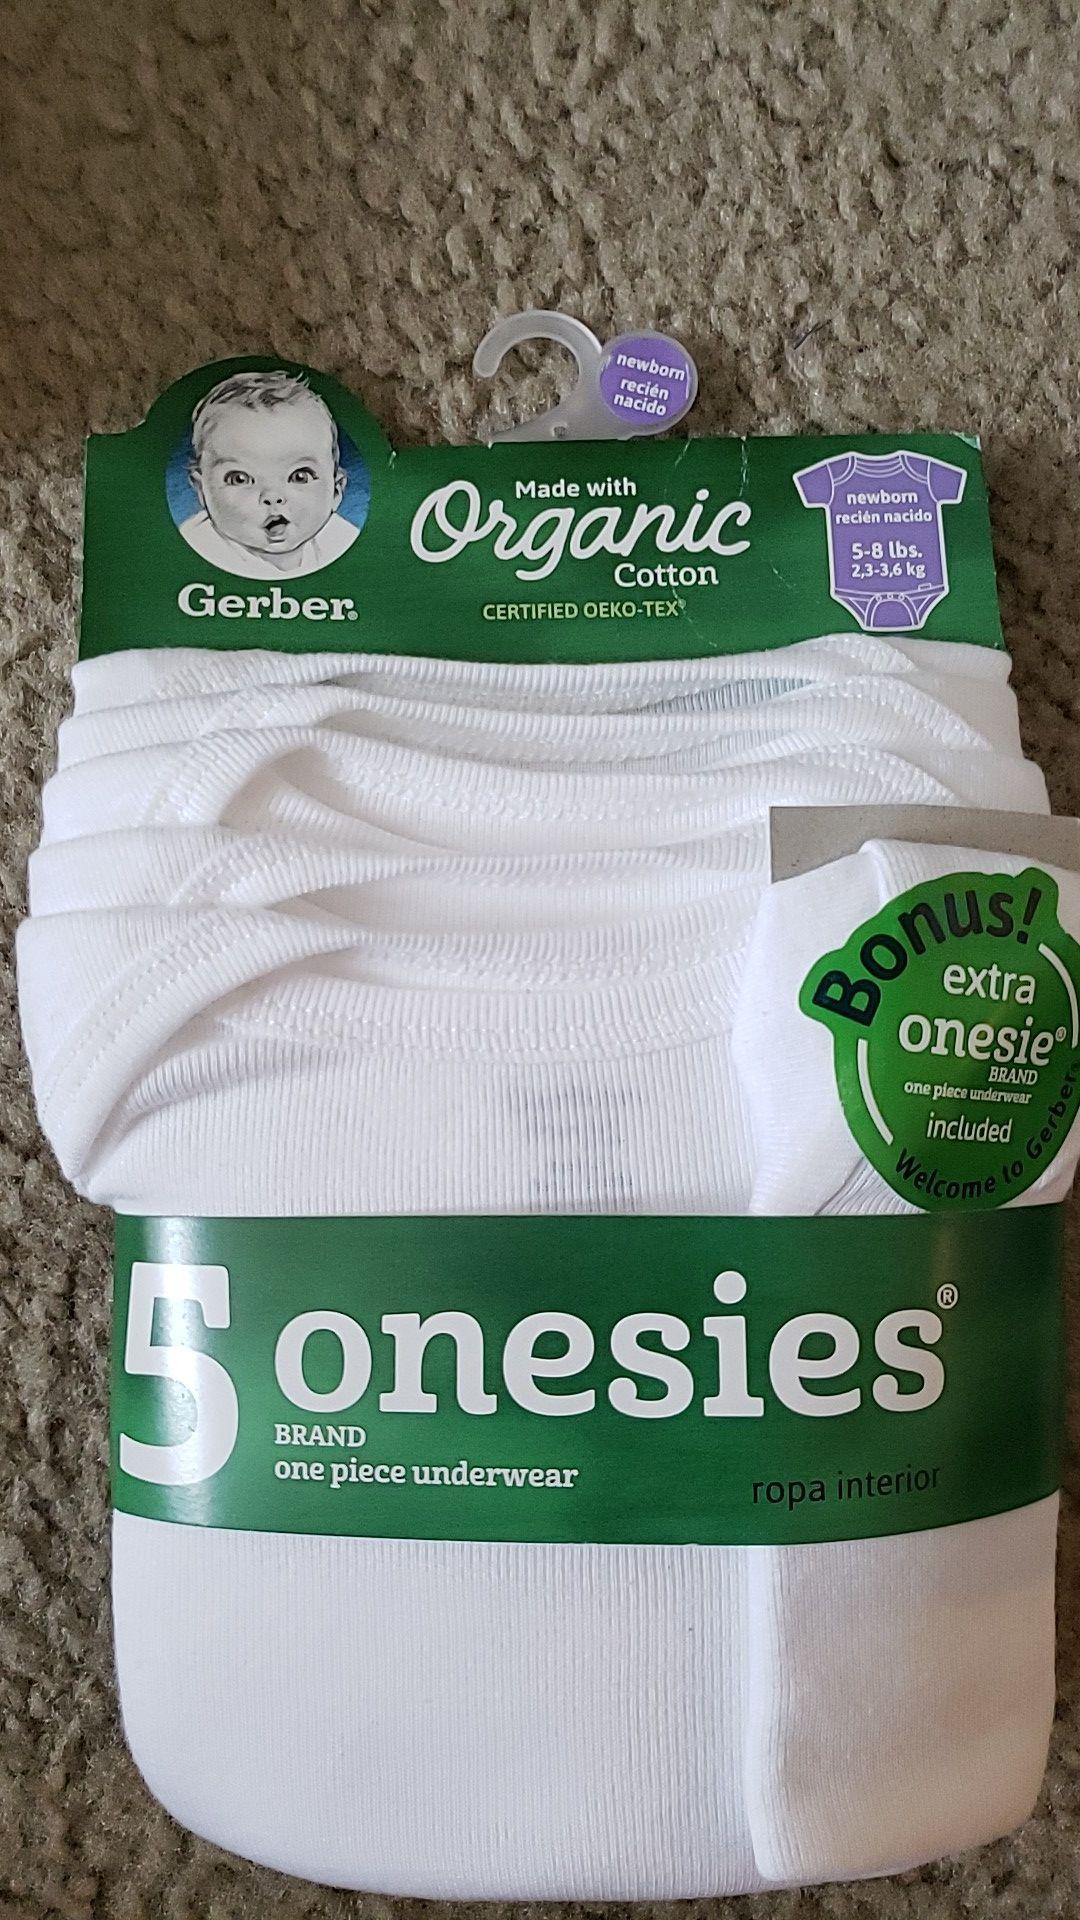 newborn
recién
nacido
Gerber®
Made with
Organic
Cotton
CERTIFIED OEKO-TEX®
newborn
recién nacido
5-8 lbs.
2,3-3,6 kg
Bonus!
extra
onesie®
BRAND
one piece underwear
included
Welcome to Gerber
5 onesies®
BRAND
one piece underwear
ropa interior